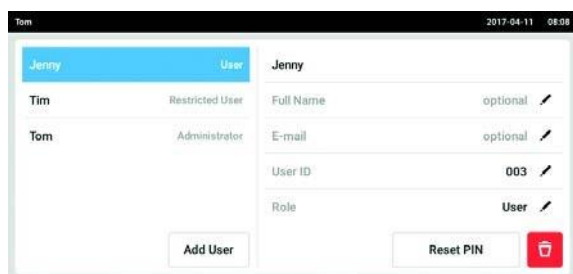 Tom 2017-04-11 08:08
Jenny User
Tim Restricted User
Tom Administrator
Add User
Jenny
Full Name optional
E-mail optional
User ID 003
Role User
Reset PIN